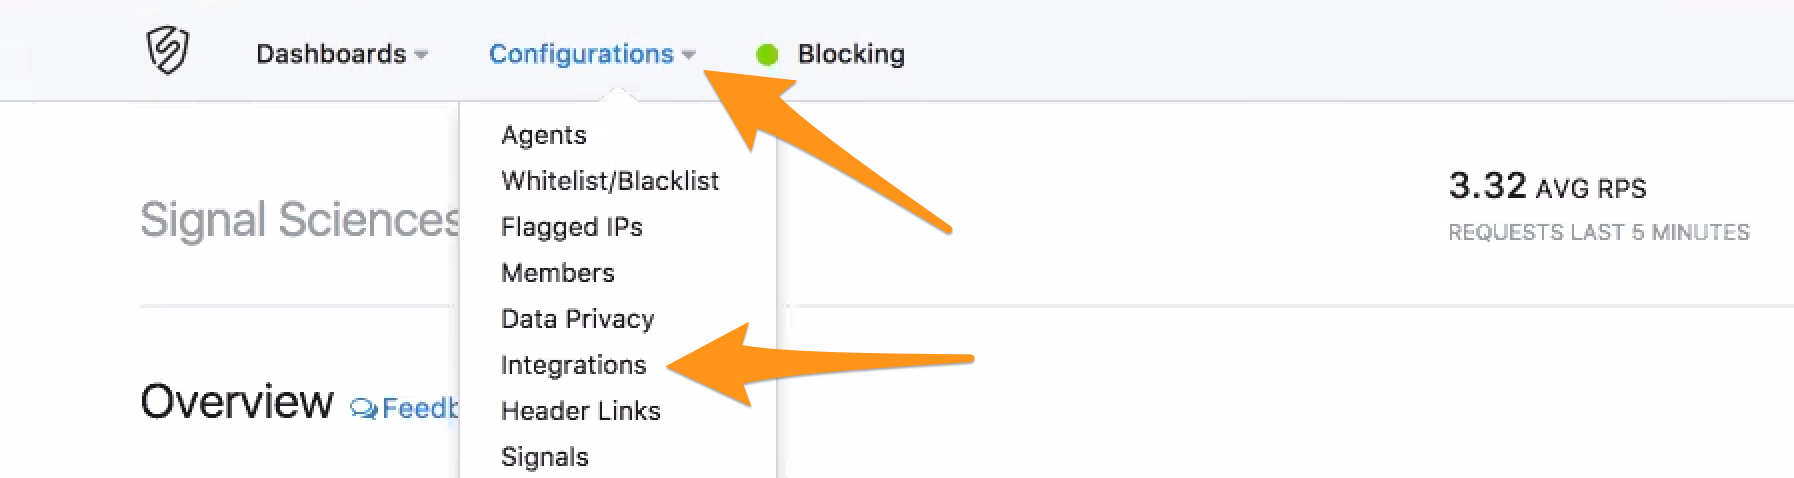 Dashboards Configurations Blocking
Agents
Whitelist/Blacklist
Flagged IPs
Members
Data Privacy
Integrations
Header Links
Signals
Signal Sciences
3.32 AVG RPS
REQUESTS LAST 5 MINUTES
Overview Feedb